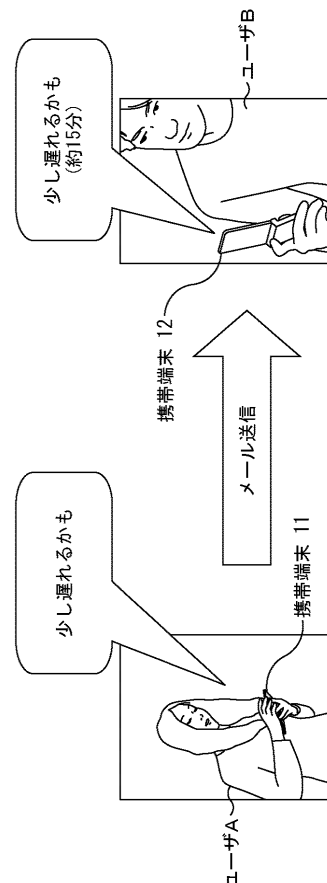 少し遅れるかも
少し遅れるかも
(約15分)
メール送信
携帯端末 11
携帯端末 12
ユーザA
ユーザB